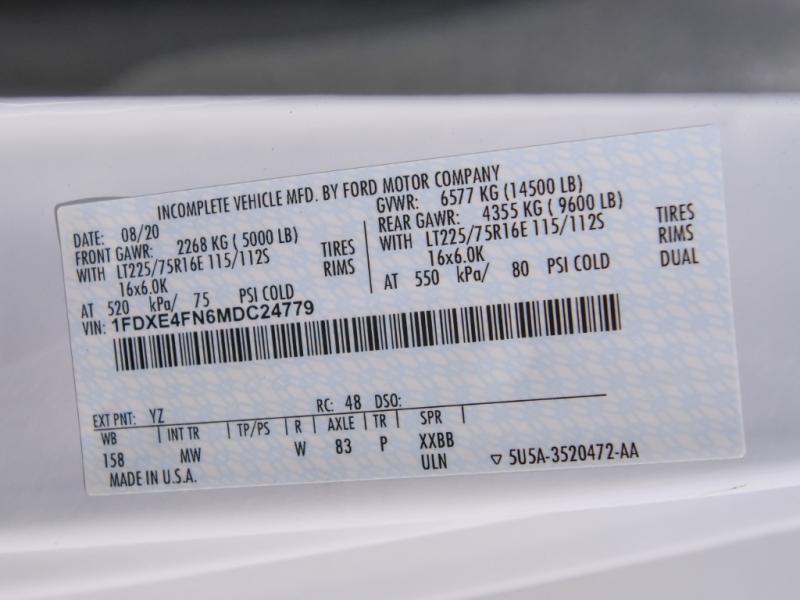 INCOMPLETE VEHICLE MFD. BY FORD MOTOR COMPANY
DATE: 08/20
GVWR: 6577 KG (14500 LB)
FRONT GAWR: 2268 KG ( 5000 LB)
REAR GAWR: 4355 KG ( 9600 LB)
WITH LT225/75R16E 115/112S TIRES
WITH LT225/75R16E 115/112S TIRES
16x6.0K RIMS
16x6.0K RIMS
AT 520 kPa/ 75 PSI COLD
AT 550 kPa/ 80 PSI COLD DUAL
VIN: 1FDXE4FN6MDC24779
EXT PNT: YZ RC: 48 DSO:
WB INT TR TP/PS R AXLE TR SPR
158 MW W 83 P XXBB
ULN
MADE IN U.S.A. 5U5A-3520472-AA